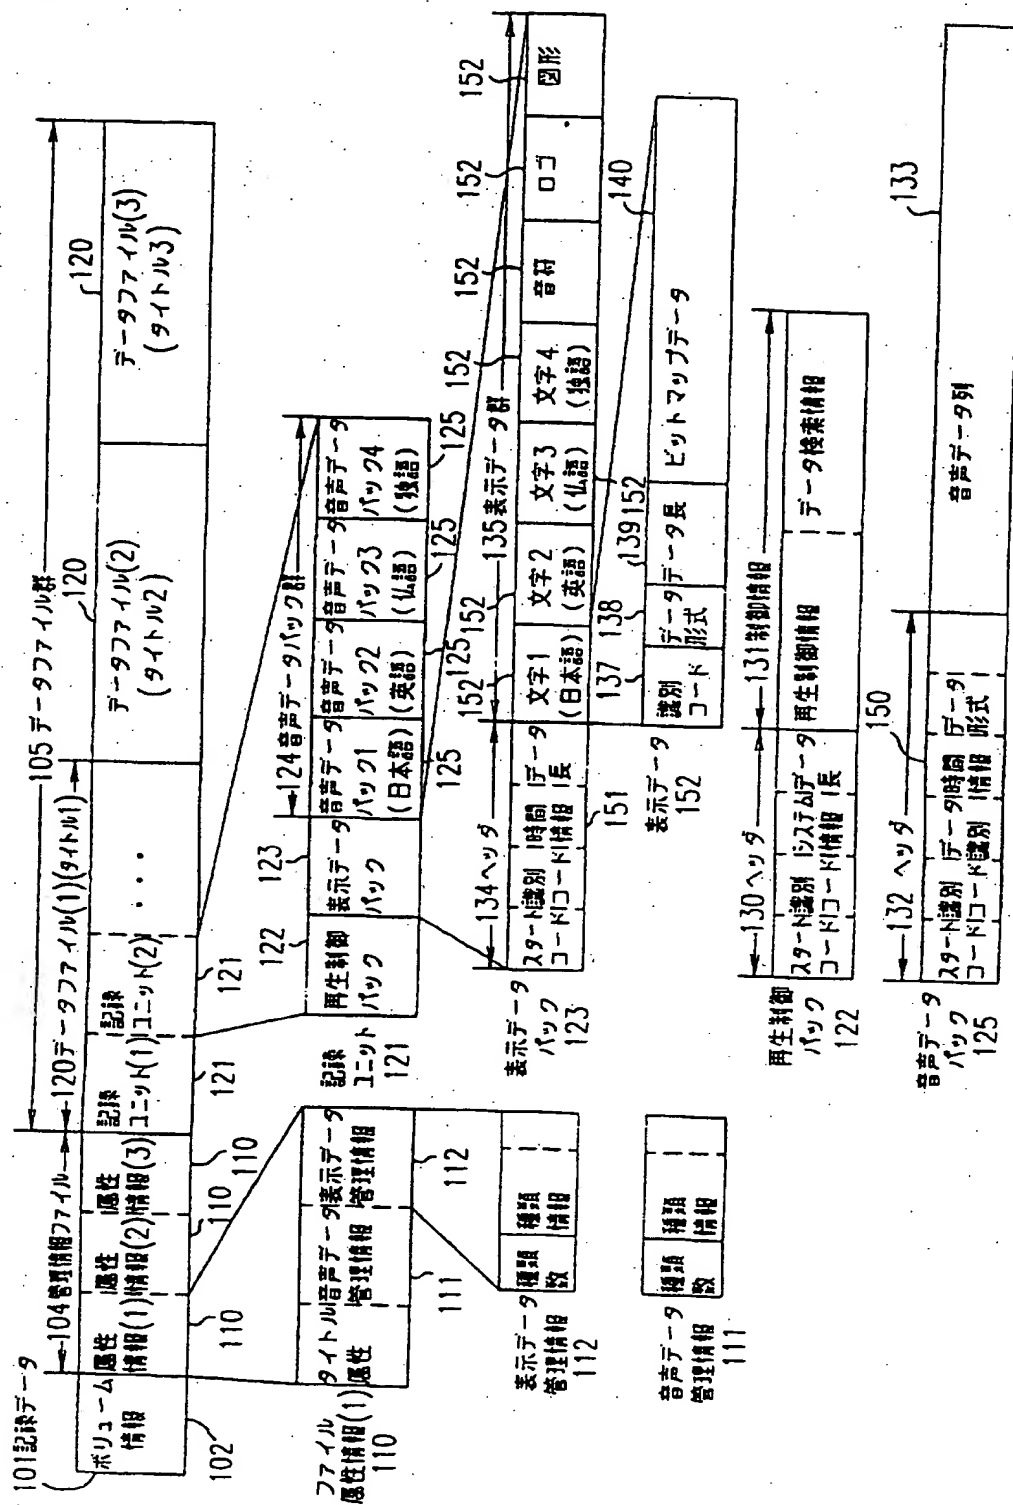 101記録データ
ボリューム
情報
102
104管理情報ファイル
属性
情報(1)
属性
情報(2)
属性
情報(3)
110
110
110
105データファイル群
120データファイル(1)(タイトル1)
記録
ユニット(1)
記録
ユニット(2)
・・・・
121
121
120
データファイル(2)
(タイトル2)
120
データファイル(3)
(タイトル3)
ファイル
属性情報(1)
110
タイトル
属性
音声データ
管理情報
表示データ
管理情報
111
112
記録
ユニット
121
再生制御
パック
122
表示データ
パック
123
124音声データパック群
音声データ
パック1
(日本語)
音声データ
パック2
(英語)
音声データ
パック3
(仏語)
音声データ
パック4
(独語)
125
125
125
125
表示データ
管理情報
112
種類
数
種類
情報
表示データ
パック
123
134ヘッダ
スタート
コード
識別
コード
時間
情報
データ
長
151
135表示データ群
文字1
(日本語)
文字2
(英語)
文字3
(仏語)
文字4
(独語)
音符
ロゴ
図形
152
152
152
152
152
152
152
音声データ
管理情報
111
種類
数
種類
情報
表示データ
152
識別
コード
データ
形式
データ長
ビットマップデータ
137
138
139
140
再生制御
パック
122
130ヘッダ
スタート
コード
識別
コード
システム
情報
データ
長
131制御情報
再生制御情報
データ検索情報
音声データ
パック
125
132ヘッダ
スタート
コード
識別
コード
データ
識別
時間
情報
データ
形式
150
音声データ列
133